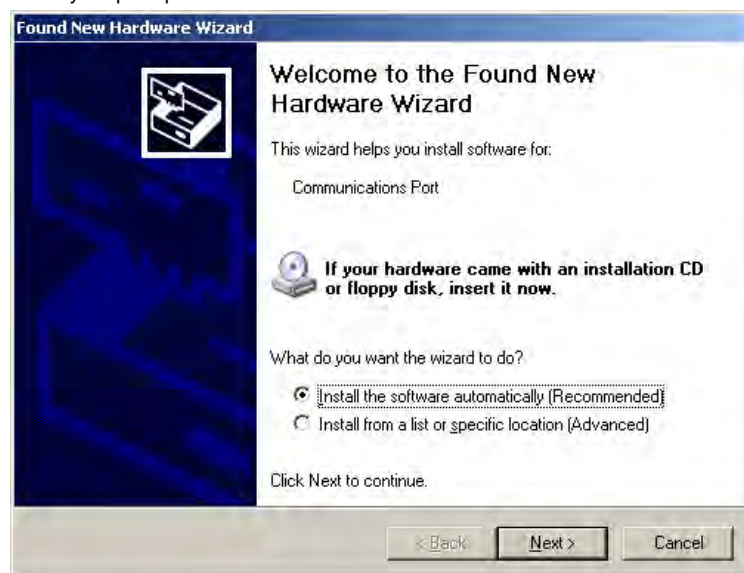 Found New Hardware Wizard
Welcome to the Found New
Hardware Wizard
This wizard helps you install software for:
Communications Port
If your hardware came with an installation CD
or floppy disk, insert it now.
What do you want the wizard to do?
Install the software automatically (Recommended)
Install from a list or specific location (Advanced)
Click Next to continue.
< Back Next > Cancel